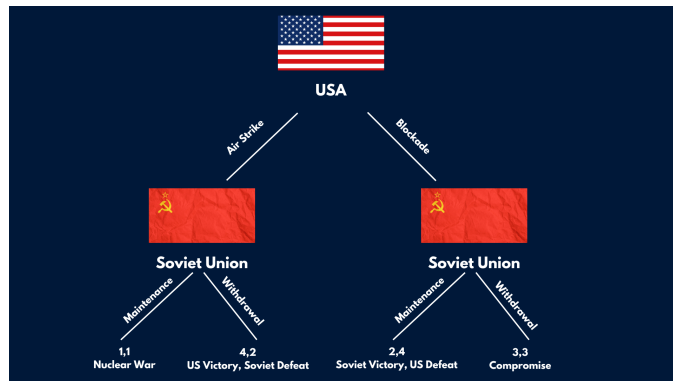 USA
Air Strike
Blockade
Soviet Union
Soviet Union
Maintenance
Withdrawal
Maintenance
Withdrawal
1,1
4,2
2,4
3,3
Nuclear War
US Victory, Soviet Defeat
Soviet Victory, US Defeat
Compromise